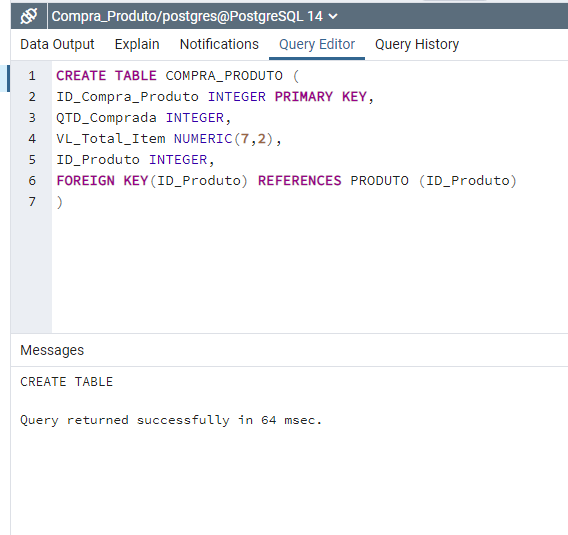 Compra_Produto/postgres@PostgreSQL 14
Data Output Explain Notifications Query Editor Query History
1 CREATE TABLE COMPRA_PRODUTO (
2 ID_Compra_Produto INTEGER PRIMARY KEY,
3 QTD_Comprada INTEGER,
4 VL_Total_Item NUMERIC(7,2),
5 ID_Produto INTEGER,
6 FOREIGN KEY(ID_Produto) REFERENCES PRODUTO (ID_Produto)
7 )
Messages
CREATE TABLE
Query returned successfully in 64 msec.